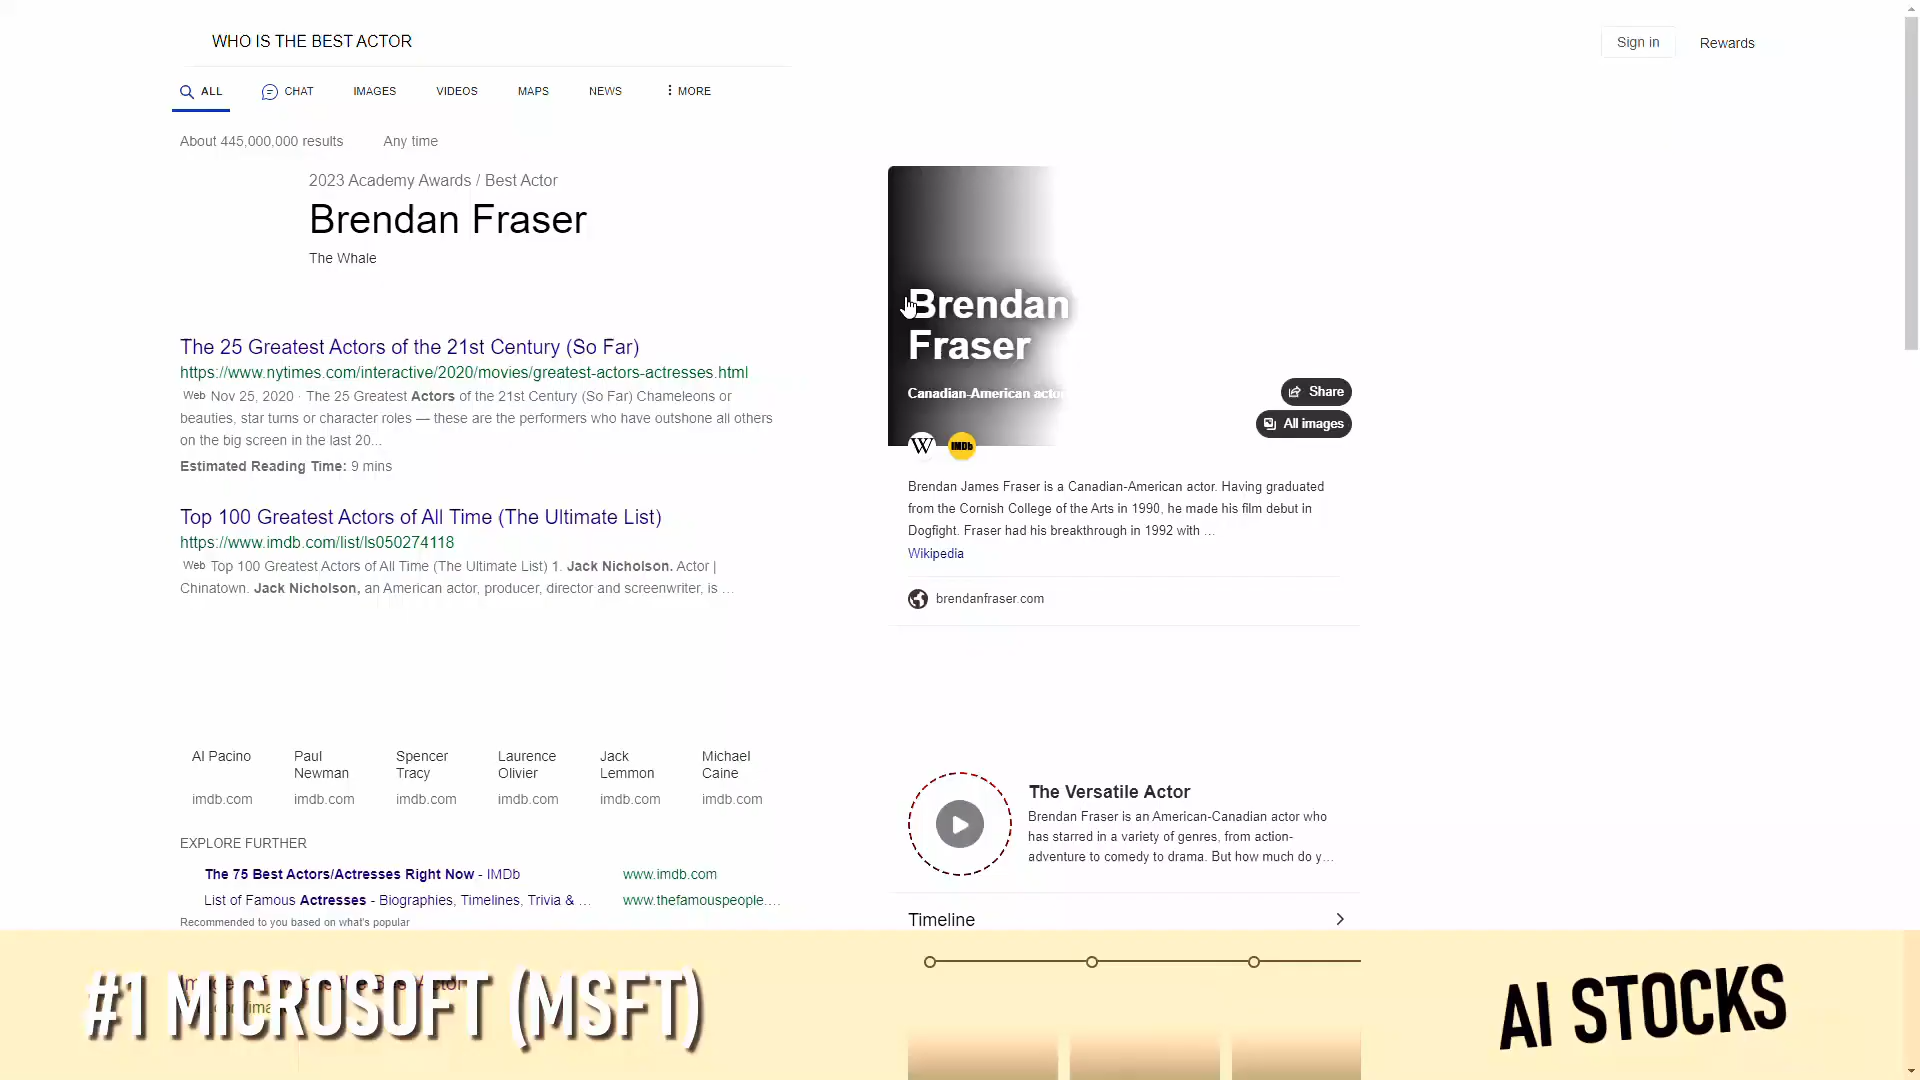 WHO IS THE BEST ACTOR
Sign in
Rewards
ALL
CHAT
IMAGES
VIDEOS
MAPS
NEWS
MORE
About 445,000,000 results
Any time
2023 Academy Awards / Best Actor
Brendan Fraser
The Whale
The 25 Greatest Actors of the 21st Century (So Far)
https://www.nytimes.com/interactive/2020/movies/greatest-actors-actresses.html
Web Nov 25, 2020 · The 25 Greatest Actors of the 21st Century (So Far) Chameleons or
beauties, star turns or character roles — these are the performers who have outshone all others
on the big screen in the last 20...
Estimated Reading Time: 9 mins
Top 100 Greatest Actors of All Time (The Ultimate List)
https://www.imdb.com/list/ls050274118
Web Top 100 Greatest Actors of All Time (The Ultimate List) 1. Jack Nicholson. Actor |
Chinatown. Jack Nicholson, an American actor, producer, director and screenwriter, is ...
Al Pacino
imdb.com
Paul
Newman
imdb.com
Spencer
Tracy
imdb.com
Laurence
Olivier
imdb.com
Jack
Lemmon
imdb.com
Michael
Caine
imdb.com
EXPLORE FURTHER
The 75 Best Actors/Actresses Right Now - IMDb
www.imdb.com
List of Famous Actresses - Biographies, Timelines, Trivia & ...
www.thefamouspeople....
Recommended to you based on what's popular
Brendan
Fraser
Canadian-American actor
Share
All images
W
IMDb
Brendan James Fraser is a Canadian-American actor. Having graduated
from the Cornish College of the Arts in 1990, he made his film debut in
Dogfight. Fraser had his breakthrough in 1992 with ...
Wikipedia
brendanfraser.com
The Versatile Actor
Brendan Fraser is an American-Canadian actor who
has starred in a variety of genres, from action-
adventure to comedy to drama. But how much do y...
Timeline
#1 MICROSOFT (MSFT)
AI STOCKS